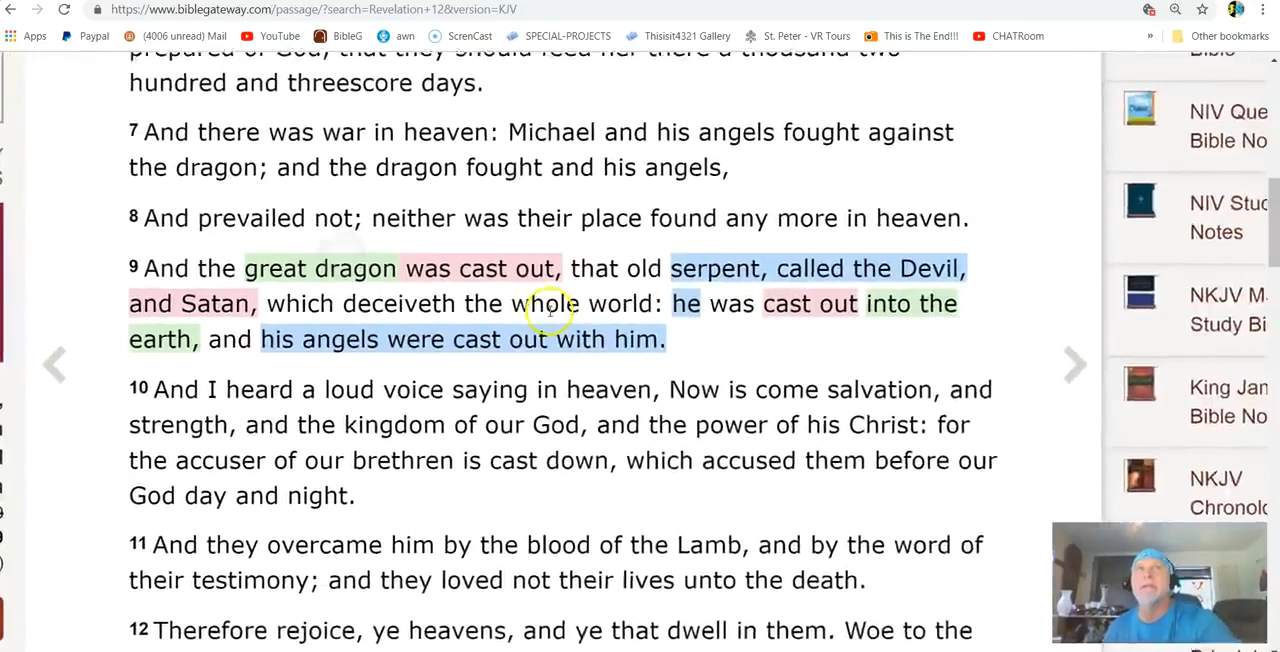 https://www.biblegateway.com/passage/?search=Revelation+12&version=KJV
Apps Paypal (4006 unread) Mail YouTube BibleG awn ScrenCast SPECIAL-PROJECTS Thisisit4321 Gallery St. Peter - VR Tours This is The End!!! CHATRoom » Other bookmarks
prepared of God, that they should feed her there a thousand two
hundred and threescore days.
7 And there was war in heaven: Michael and his angels fought against
the dragon; and the dragon fought and his angels,
8 And prevailed not; neither was their place found any more in heaven.
9 And the great dragon was cast out, that old serpent, called the Devil,
and Satan, which deceiveth the whole world: he was cast out into the
earth, and his angels were cast out with him.
10 And I heard a loud voice saying in heaven, Now is come salvation, and
strength, and the kingdom of our God, and the power of his Christ: for
the accuser of our brethren is cast down, which accused them before our
God day and night.
11 And they overcame him by the blood of the Lamb, and by the word of
their testimony; and they loved not their lives unto the death.
12 Therefore rejoice, ye heavens, and ye that dwell in them. Woe to the
NIV Que
Bible No
NIV Stud
Notes
NKJV M
Study Bi
King Jan
Bible No
NKJV
Chronol